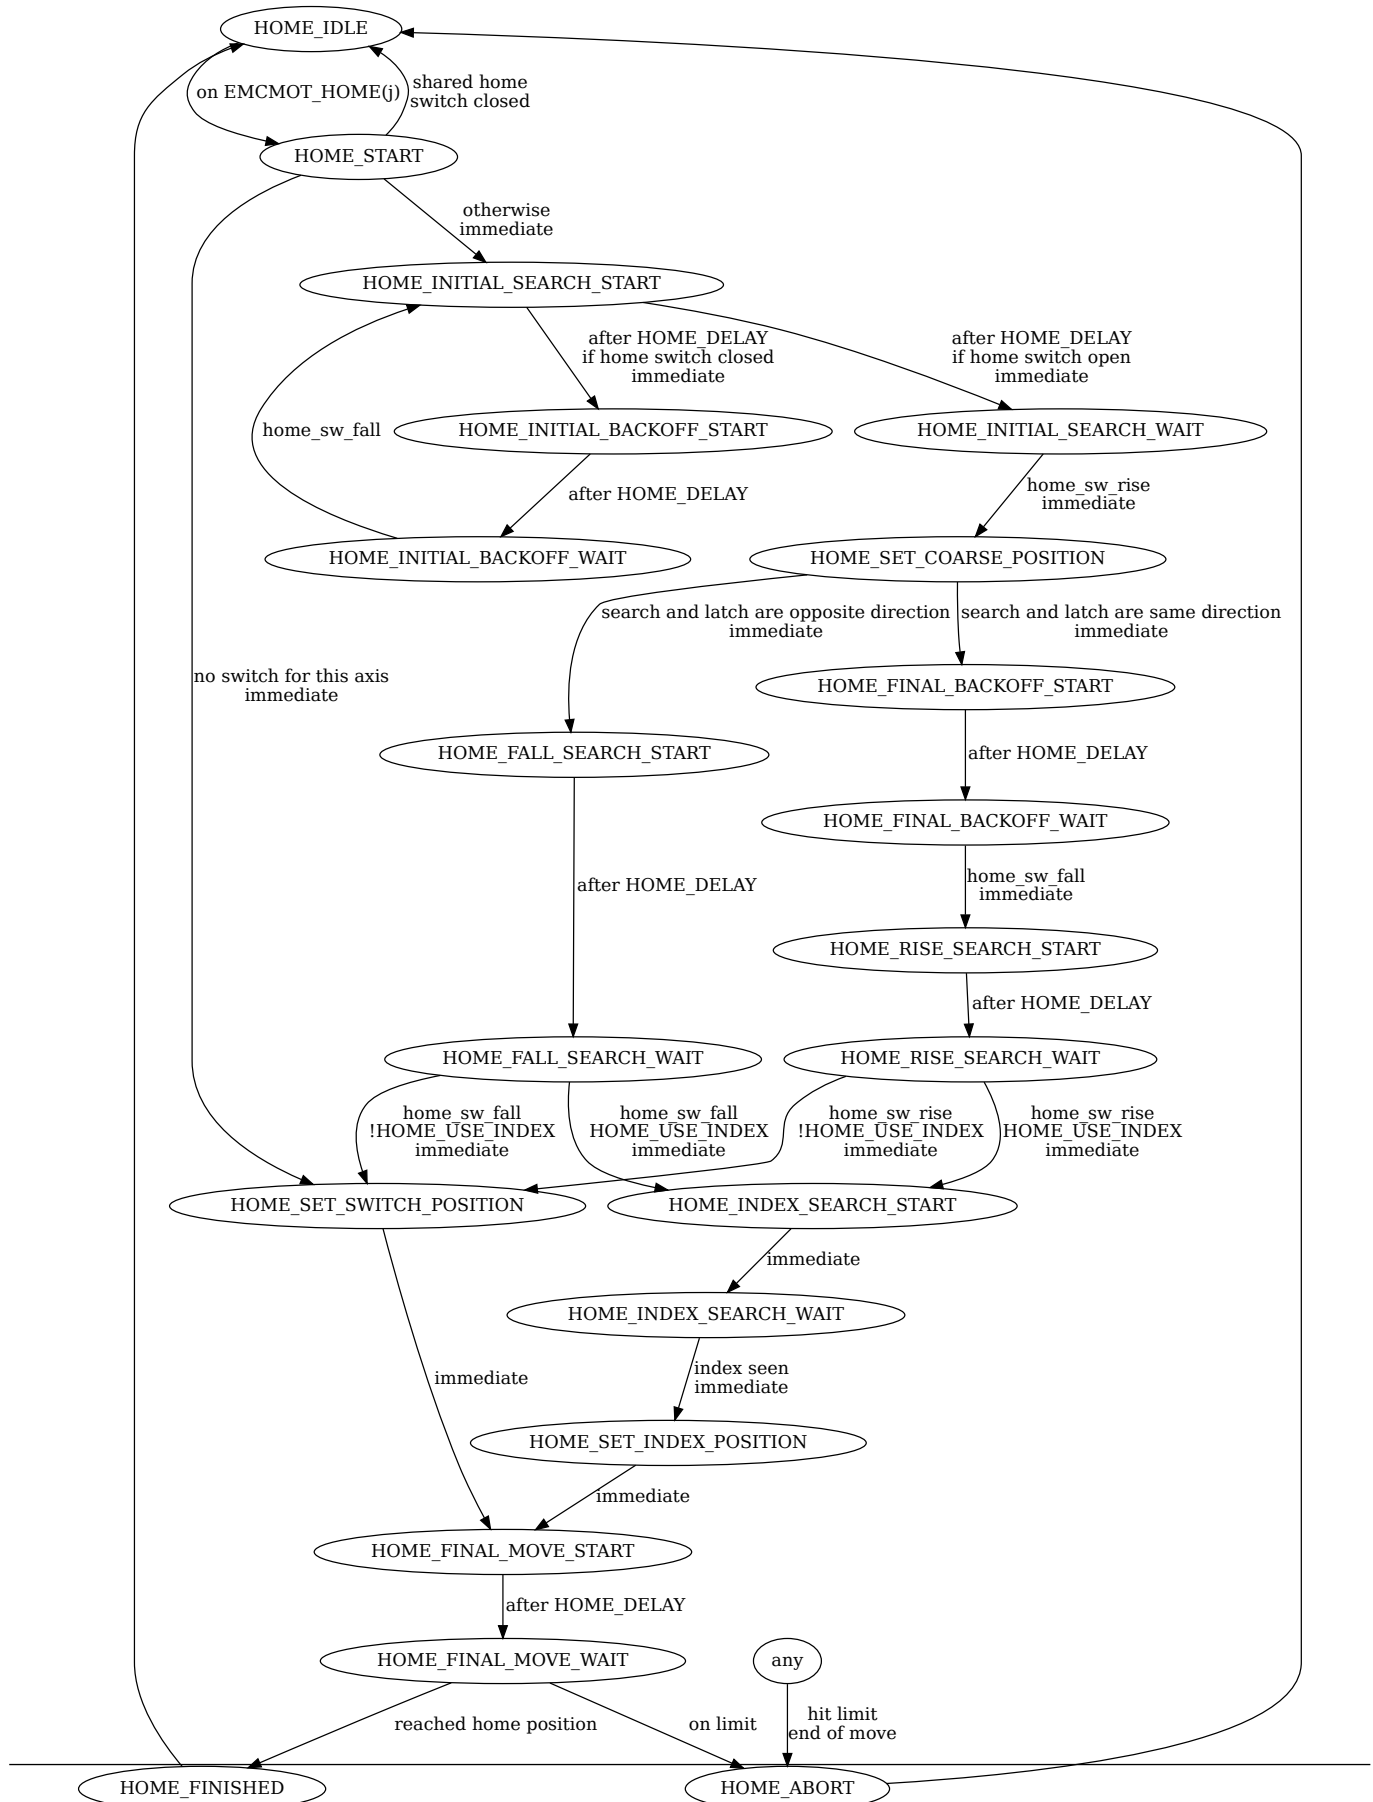 HOME_IDLE
on EMCMOT_HOME(j)
shared home
switch closed
HOME_START
otherwise
immediate
HOME_INITIAL_SEARCH_START
after HOME_DELAY
if home switch closed
immediate
after HOME_DELAY
if home switch open
immediate
home_sw_fall
HOME_INITIAL_BACKOFF_START
HOME_INITIAL_SEARCH_WAIT
after HOME_DELAY
home_sw_rise
immediate
HOME_INITIAL_BACKOFF_WAIT
HOME_SET_COARSE_POSITION
search and latch are opposite direction
immediate
search and latch are same direction
immediate
no switch for this axis
immediate
HOME_FINAL_BACKOFF_START
HOME_FALL_SEARCH_START
after HOME_DELAY
HOME_FINAL_BACKOFF_WAIT
after HOME_DELAY
home_sw_fall
immediate
HOME_RISE_SEARCH_START
after HOME_DELAY
HOME_FALL_SEARCH_WAIT
HOME_RISE_SEARCH_WAIT
home_sw_fall
!HOME_USE_INDEX
immediate
home_sw_fall
HOME_USE_INDEX
immediate
home_sw_rise
!HOME_USE_INDEX
immediate
home_sw_rise
HOME_USE_INDEX
immediate
HOME_SET_SWITCH_POSITION
HOME_INDEX_SEARCH_START
immediate
HOME_INDEX_SEARCH_WAIT
immediate
index seen
immediate
HOME_SET_INDEX_POSITION
immediate
HOME_FINAL_MOVE_START
after HOME_DELAY
HOME_FINAL_MOVE_WAIT
any
reached home position
on limit
hit limit
end of move
HOME_FINISHED
HOME_ABORT